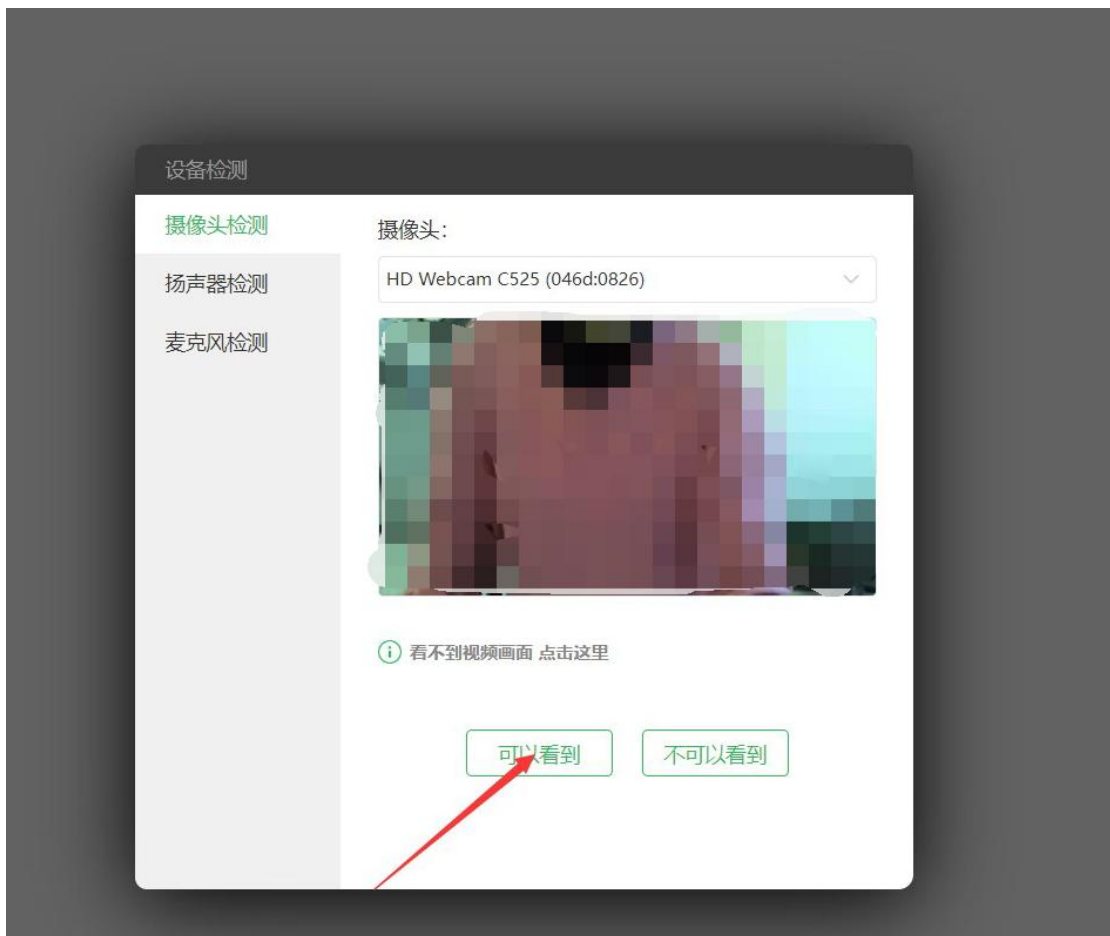 设备检测
摄像头检测
扬声器检测
麦克风检测
摄像头：
HD Webcam C525 (046d:0826)
看不到视频画面 点击这里
可以看到
不可以看到